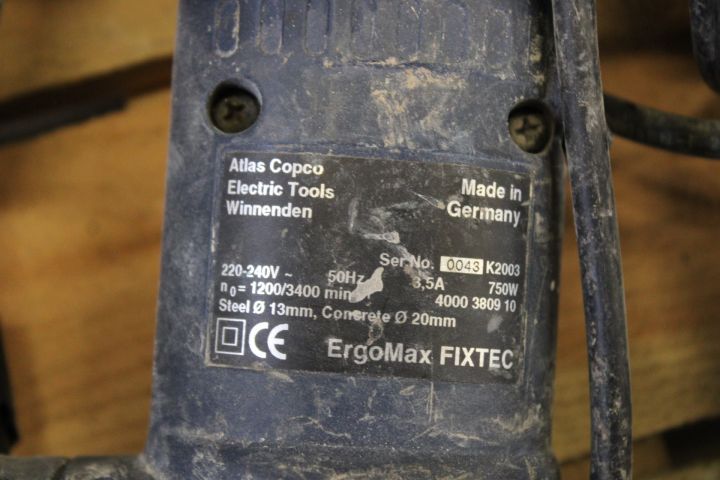 Atlas Copco
Electric Tools Made in
Winnenden Germany
Ser No. 0043 K2003
220-240V ~ 50Hz 3,5A 750W
n0 = 1200/3400 min 4000 3809 10
Steel Ø 13mm, Concrete Ø 20mm
CE ErgoMax FIXTEC